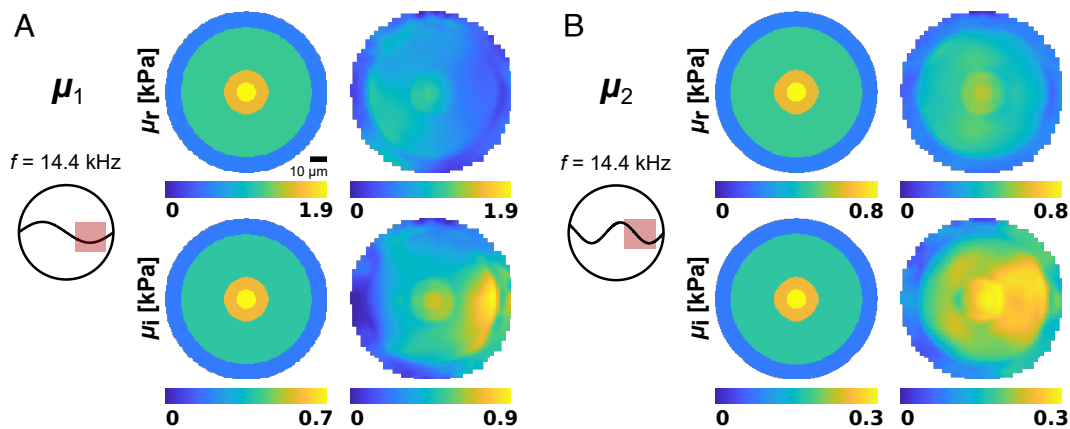 A
μ1
f = 14.4 kHz
μr [kPa]
10 μm
0 1.9
0 1.9
μi [kPa]
0 0.7
0 0.9
B
μ2
f = 14.4 kHz
μr [kPa]
0 0.8
0 0.8
μi [kPa]
0 0.3
0 0.3